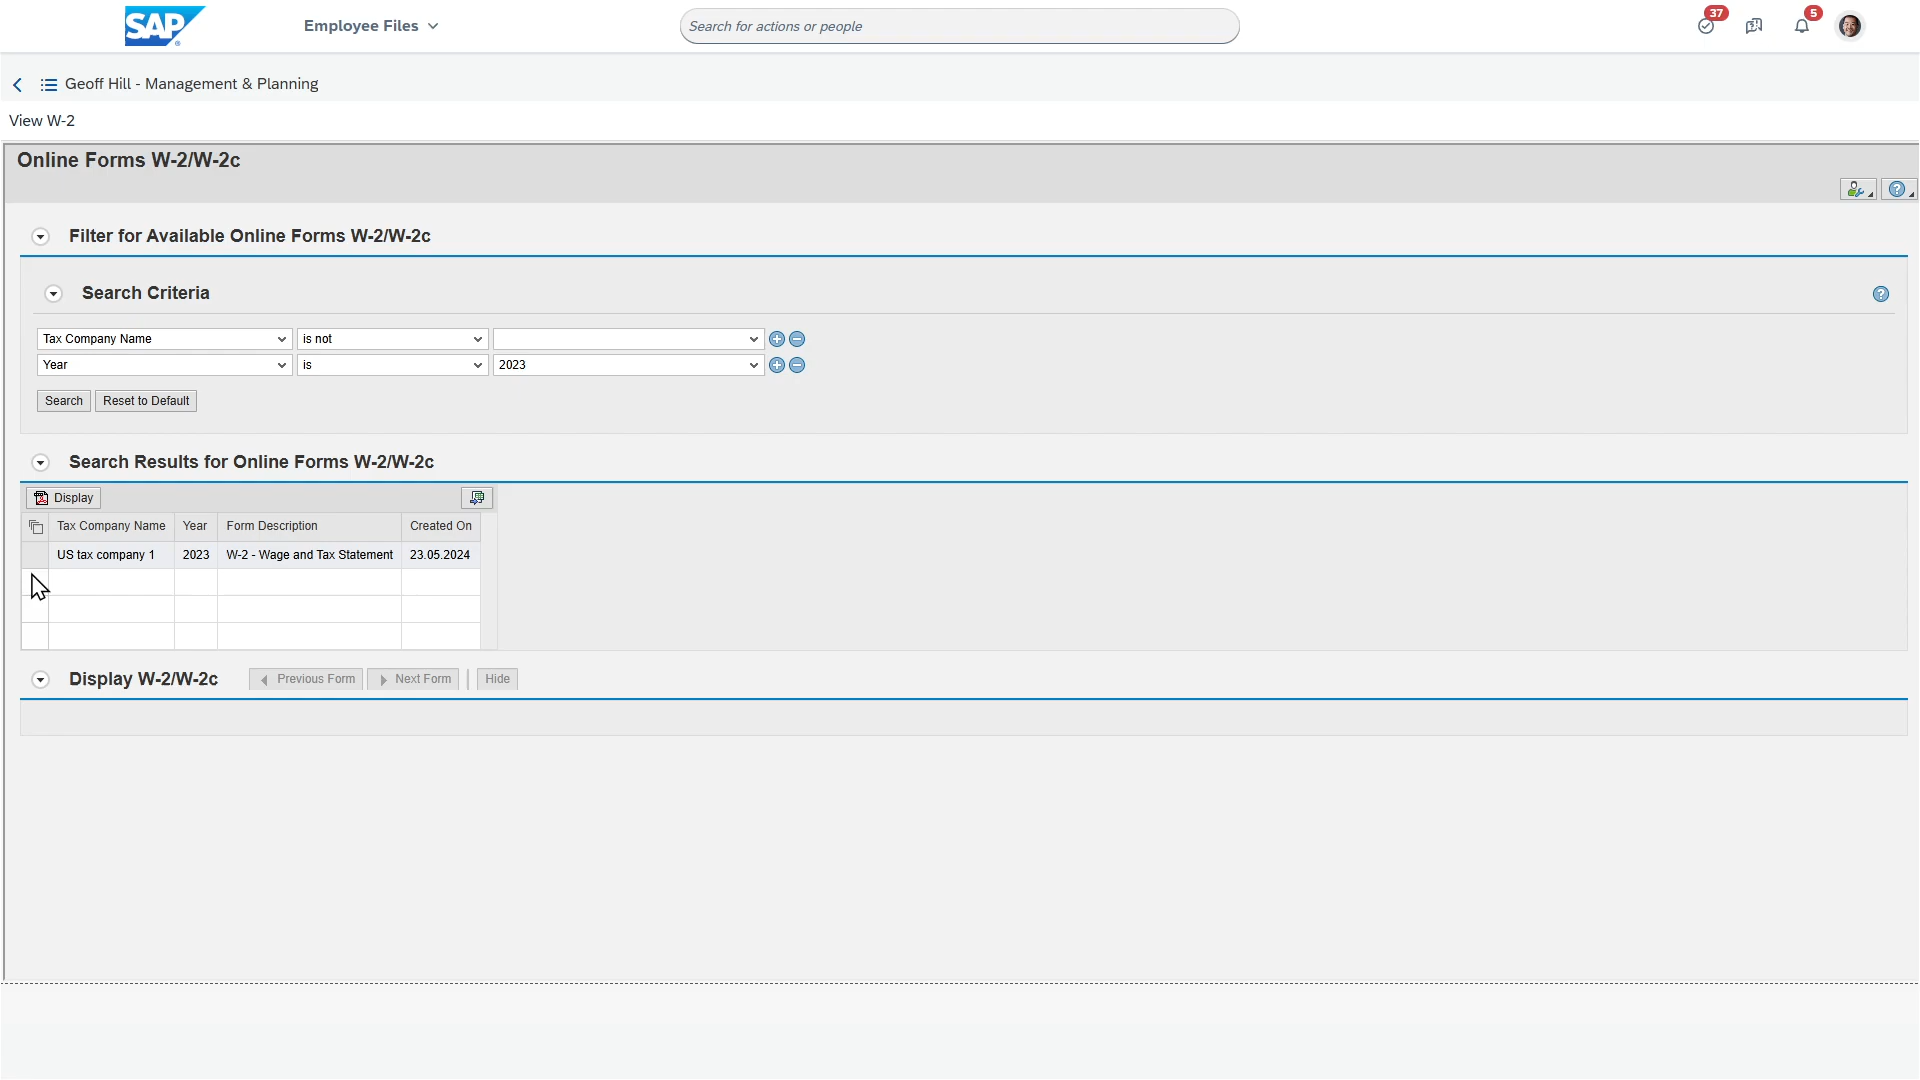 SAP Employee Files Search for actions or people 37 5
Geoff Hill - Management & Planning
View W-2
Online Forms W-2/W-2c
Filter for Available Online Forms W-2/W-2c
Search Criteria
Tax Company Name is not
Year is 2023
Search Reset to Default
Search Results for Online Forms W-2/W-2c
Display
Tax Company Name Year Form Description Created On
US tax company 1 2023 W-2 - Wage and Tax Statement 23.05.2024
Display W-2/W-2c Previous Form Next Form Hide